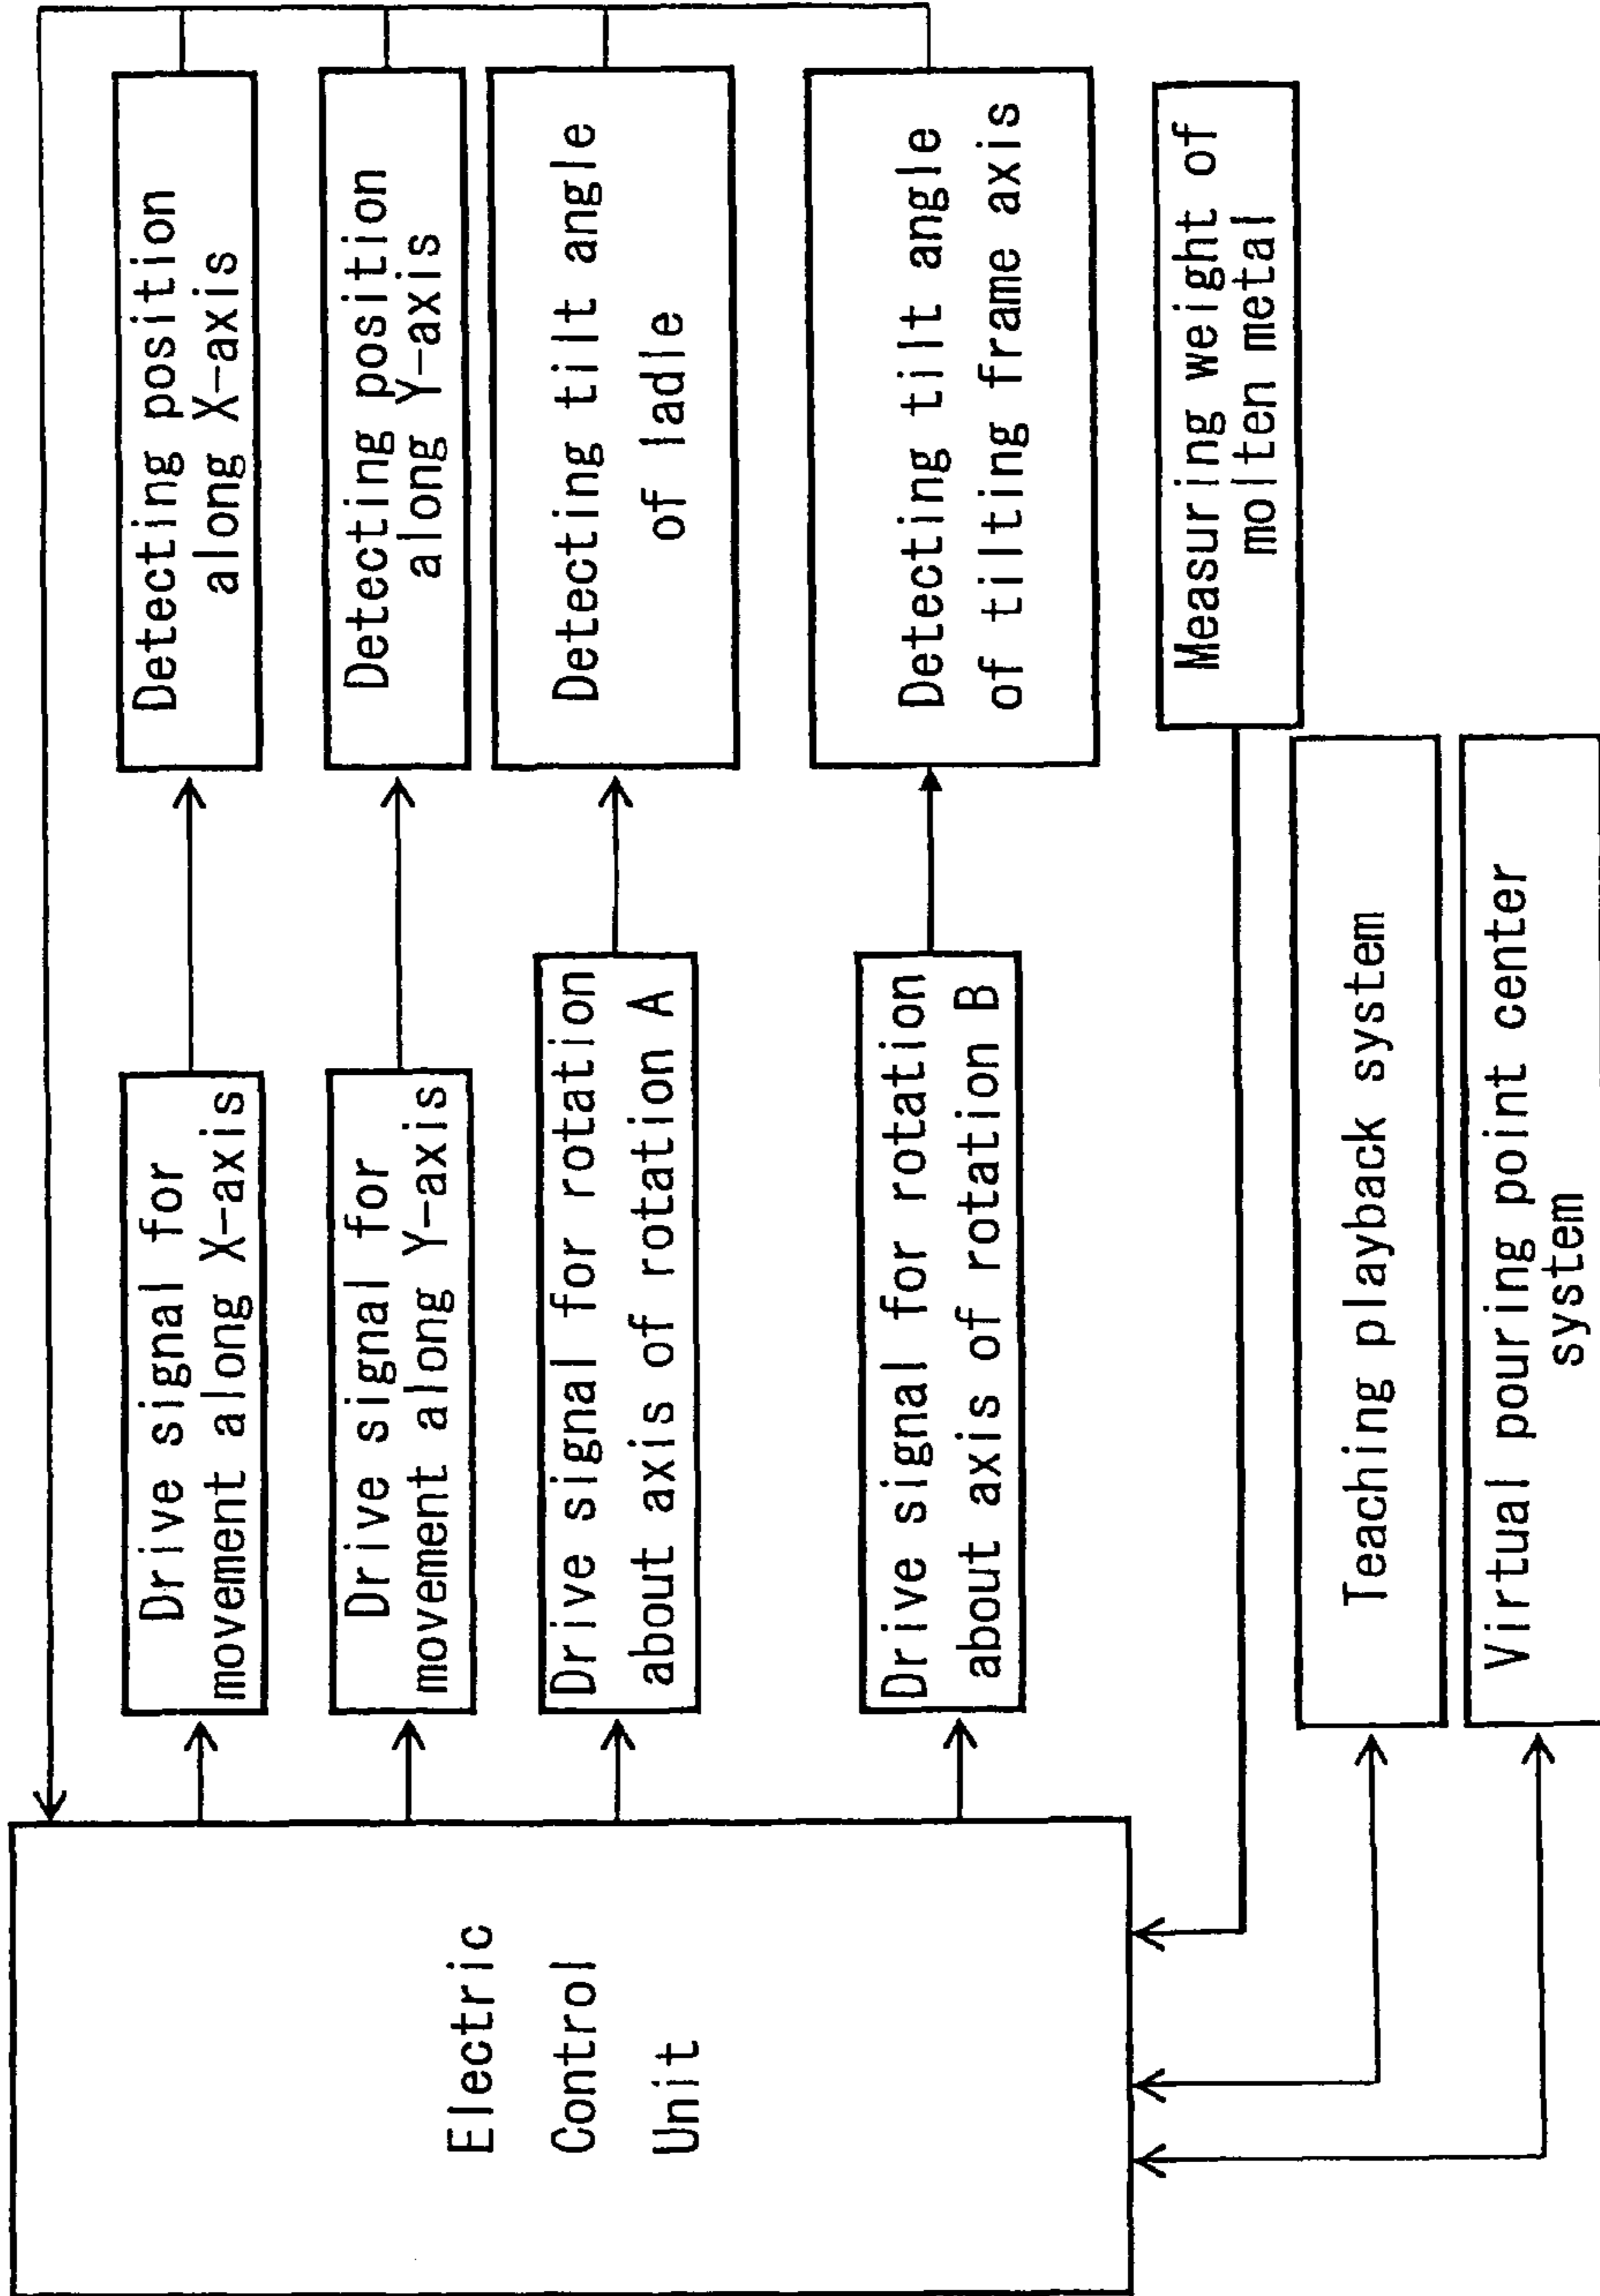 Electric
Control
Unit
Drive signal for
movement along X-axis
Detecting position
along X-axis
Drive signal for
movement along Y-axis
Detecting position
along Y-axis
Drive signal for rotation
about axis of rotation A
Detecting tilt angle
of ladle
Drive signal for rotation
about axis of rotation B
Detecting tilt angle
of tilting frame axis
Measuring weight of
molten metal
Teaching playback system
Virtual pouring point center
system